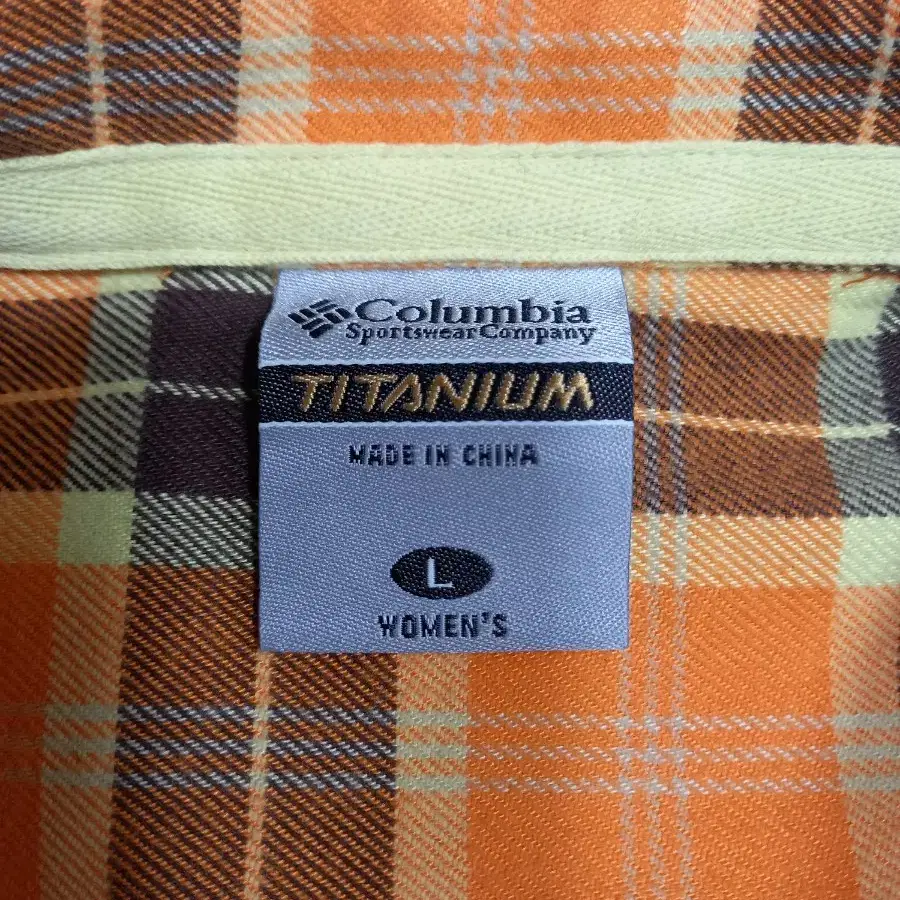 Columbia
Sportswear Company
TITANIUM
MADE IN CHINA
L
WOMEN'S